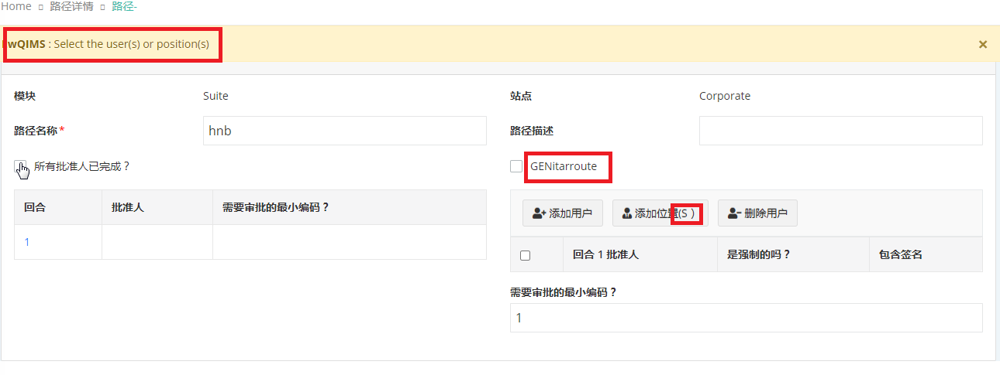 Home 路径详情 路径-
wQIMS : Select the user(s) or position(s) ×
模块 Suite 站点 Corporate
路径名称* hnb 路径描述
所有批准人已完成？ GENitarroute
添加用户 添加位置(S ) 删除用户
回合 批准人 需要审批的最小编码？
1
回合 1 批准人 是强制的吗？ 包含签名
需要审批的最小编码？
1